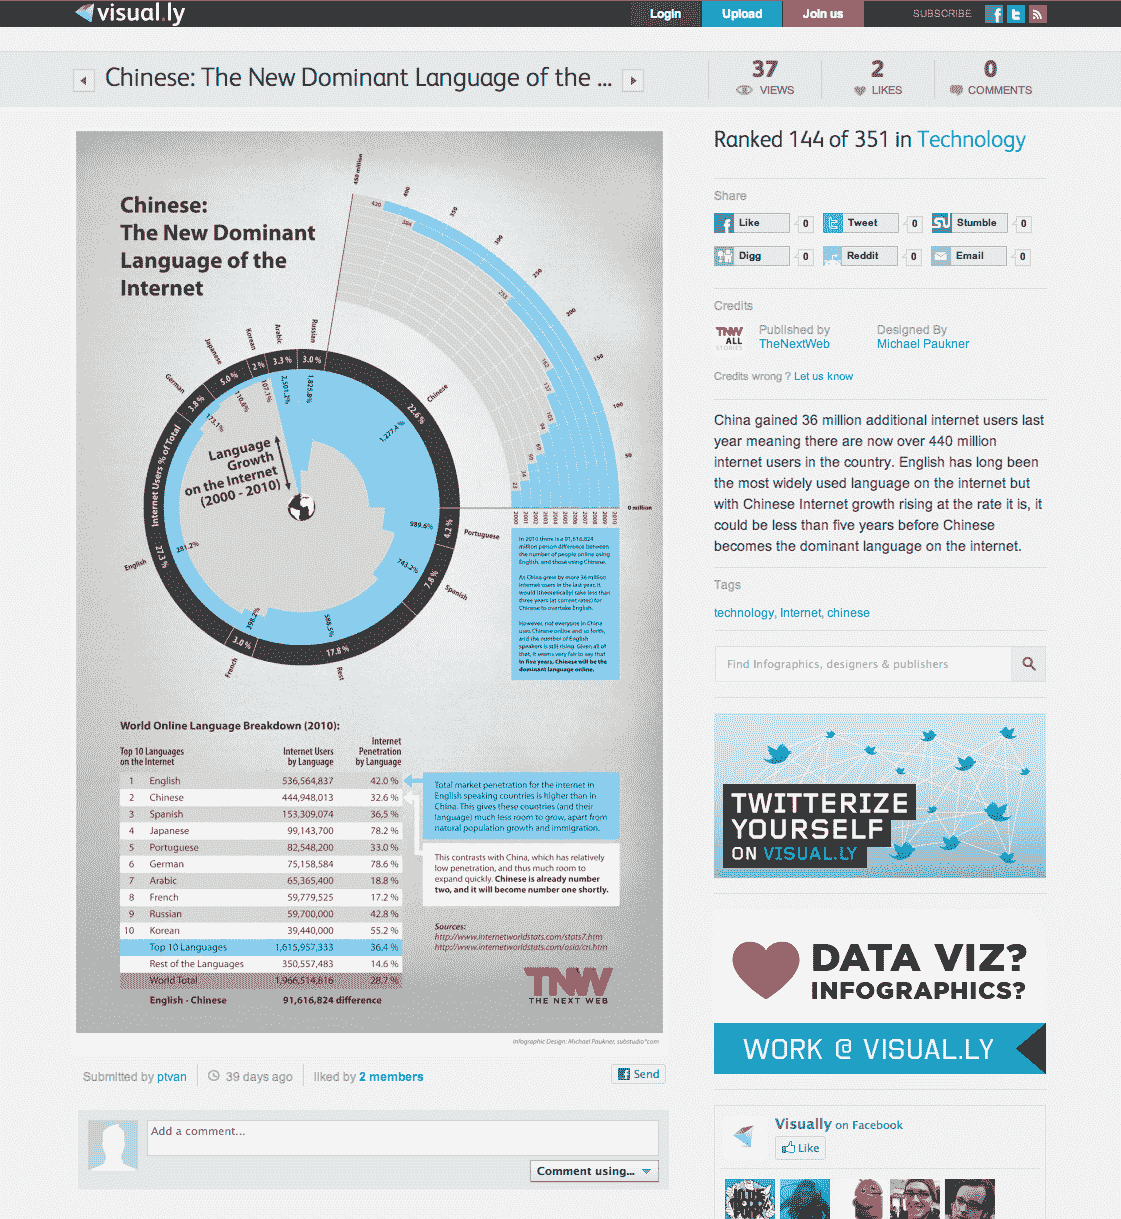 visual.ly
Login
Upload
Join us
SUBSCRIBE
Chinese: The New Dominant Language of the ...
37
VIEWS
2
LIKES
0
COMMENTS
Chinese:
The New Dominant
Language of the
Internet
450 million
400
350
300
250
200
150
100
50
0 million
420
384
253
162
137
103
94
69
59
34
23
2000
2001
2002
2003
2004
2005
2006
2007
2008
2009
2010
Internet Users % of Total
Russian
3.0 %
1,825.8%
Chinese
22.6 %
1,277.4 %
Portuguese
4.2 %
989.6%
Spanish
7.8 %
743.2%
Rest
17.8 %
588.5%
French
3.0 %
398.2%
English
27.3 %
281.2%
German
3.8 %
173.1%
Japanese
5.0 %
110.6%
Korean
2 %
107.1%
Arabic
3.3 %
2,501.2%
Language
Growth
on the Internet
(2000 - 2010)
In 2010 there is a 91,616,824
million person difference between
the number of people online using
English, and those using Chinese.
As China grew by more 36 million
internet users in the last year, it
would (theoretically) take less than
three years (at current rates) for
Chinese to overtake English.
However, not everyone in China
uses Chinese online and so forth,
and the number of English
speakers is still rising. Given all of
that, it seems very fair to say that
in five years, Chinese will be the
dominant language online.
World Online Language Breakdown (2010):
Top 10 Languages
on the Internet
Internet Users
by Language
Internet
Penetration
by Language
1 English 536,564,837 42.0 %
2 Chinese 444,948,013 32.6 %
3 Spanish 153,309,074 36,5 %
4 Japanese 99,143,700 78.2 %
5 Portuguese 82,548,200 33.0 %
6 German 75,158,584 78.6 %
7 Arabic 65,365,400 18.8 %
8 French 59,779,525 17.2 %
9 Russian 59,700,000 42.8 %
10 Korean 39,440,000 55.2 %
Top 10 Languages 1,615,957,333 36,4 %
Rest of the Languages 350,557,483 14.6 %
World Total 1,966,514,816 28.7 %
English - Chinese 91,616,824 difference
Total market penetration for the internet in
English speaking countries is higher than in
China. This gives these countries (and their
language) much less room to grow, apart from
natural population growth and immigration.
This contrasts with China, which has relatively
low penetration, and thus much room to
expand quickly. Chinese is already number
two, and it will become number one shortly.
Sources:
http://www.internetworldstats.com/stats7.htm
http://www.internetworldstats.com/asia/cn.htm
TNW
THE NEXT WEB
Infographic Design: Michael Paukner, substudio*com
Submitted by ptvan
39 days ago
liked by 2 members
Send
Add a comment...
Comment using...
Ranked 144 of 351 in Technology
Share
Like 0
Tweet 0
Stumble 0
Digg 0
Reddit 0
Email 0
Credits
TNW
ALL
STORIES
Published by
TheNextWeb
Designed By
Michael Paukner
Credits wrong ? Let us know
China gained 36 million additional internet users last
year meaning there are now over 440 million
internet users in the country. English has long been
the most widely used language on the internet but
with Chinese Internet growth rising at the rate it is, it
could be less than five years before Chinese
becomes the dominant language on the internet.
Tags
technology, Internet, chinese
Find Infographics, designers & publishers
TWITTERIZE
YOURSELF
ON VISUAL.LY
DATA VIZ?
INFOGRAPHICS?
WORK @ VISUAL.LY
Visually on Facebook
Like